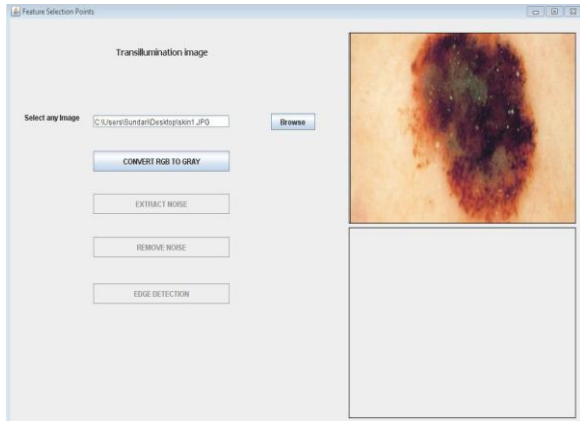 Feature Selection Points
Transillumination image
Select any Image C:\Users\Sundari\Desktop\skin1.JPG Browse
CONVERT RGB TO GRAY
EXTRACT NOISE
REMOVE NOISE
EDGE DETECTION